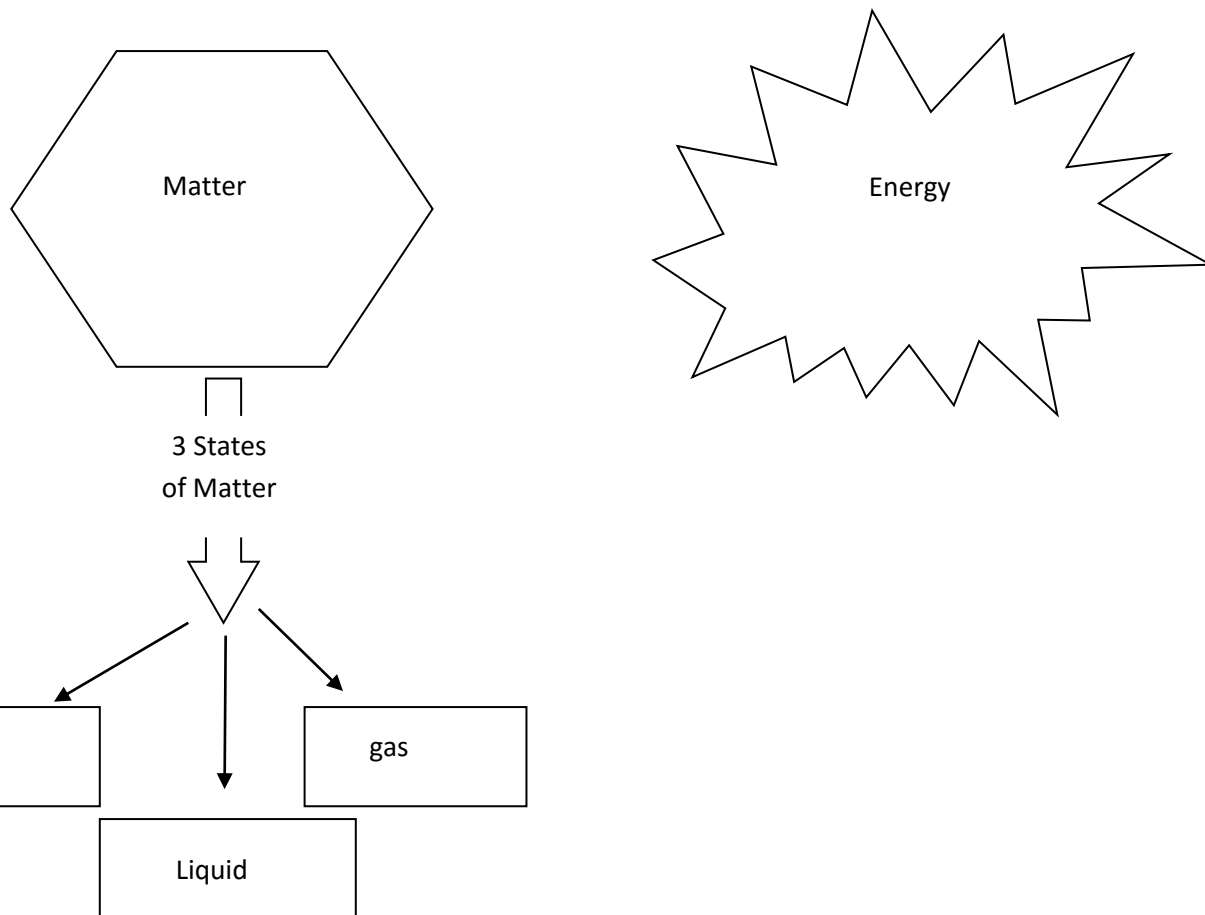 Matter
Energy
3 States
of Matter
gas
Liquid